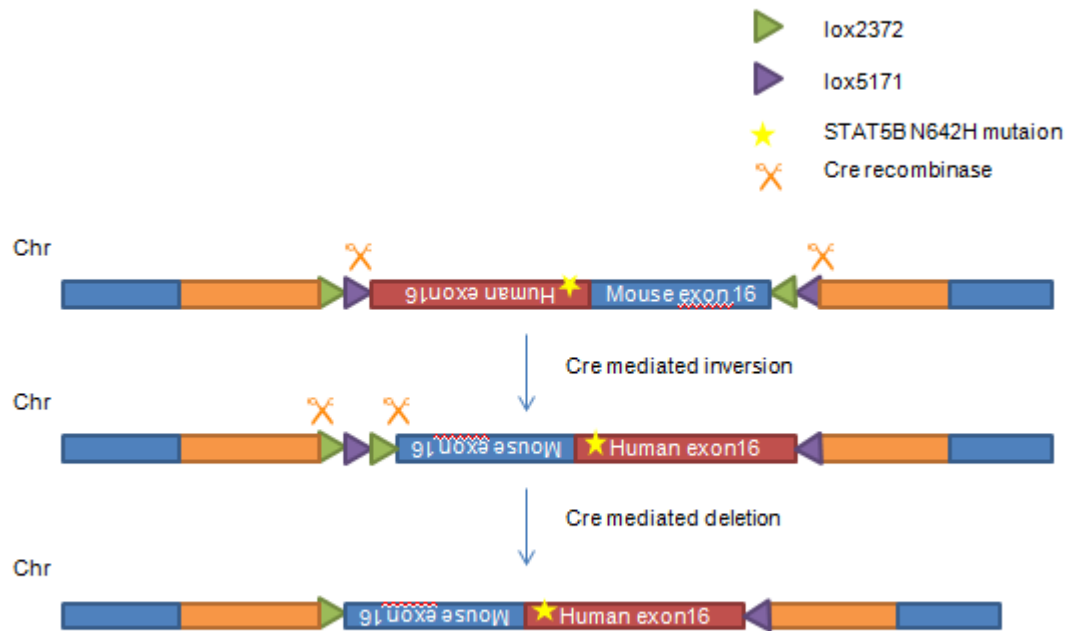 lox2372
lox5171
STAT5B N642H mutaion
Cre recombinase
Chr
Human exon16 Mouse exon16
Cre mediated inversion
Chr
Mouse exon16 Human exon16
Cre mediated deletion
Chr
Mouse exon16 Human exon16